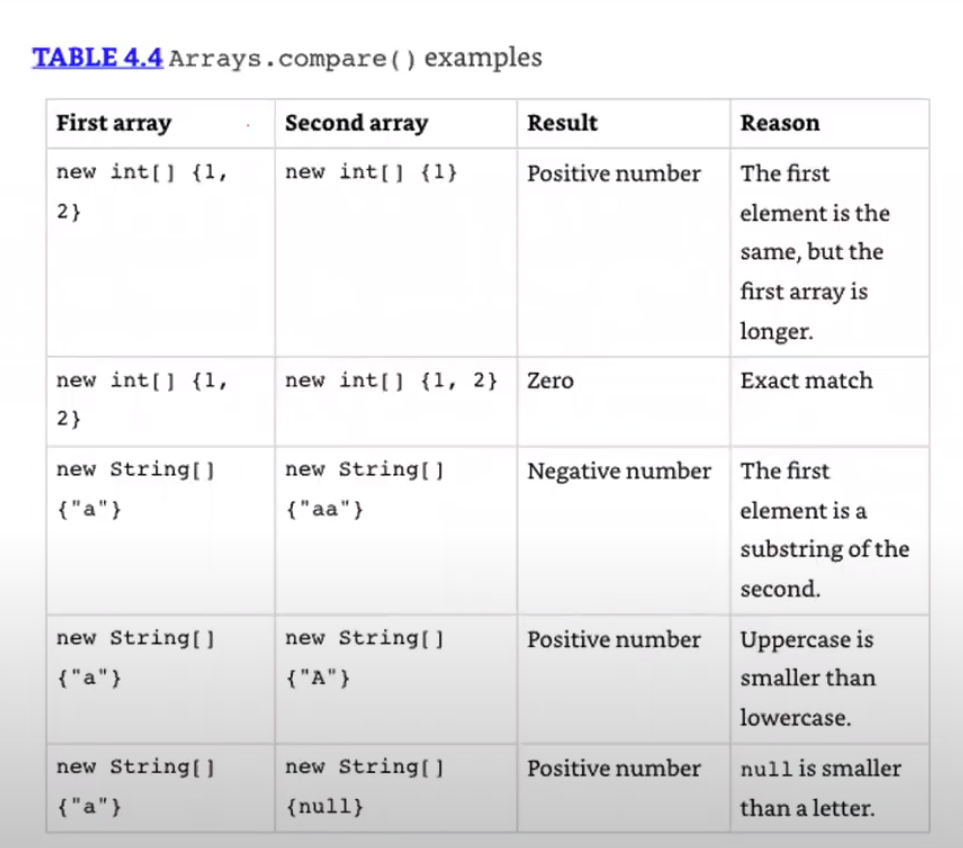 TABLE 4.4 Arrays.compare() examples
First array Second array Result Reason
new int[] {1, new int[] {1} Positive number The first
2} element is the
same, but the
first array is
longer.
new int[] {1, new int[] {1, 2} Zero Exact match
2}
new String[] new String[] Negative number The first
{"a"} {"aa"} element is a
substring of the
second.
new String[] new String[] Positive number Uppercase is
{"a"} {"A"} smaller than
lowercase.
new String[] new String[] Positive number null is smaller
{"a"} {null} than a letter.